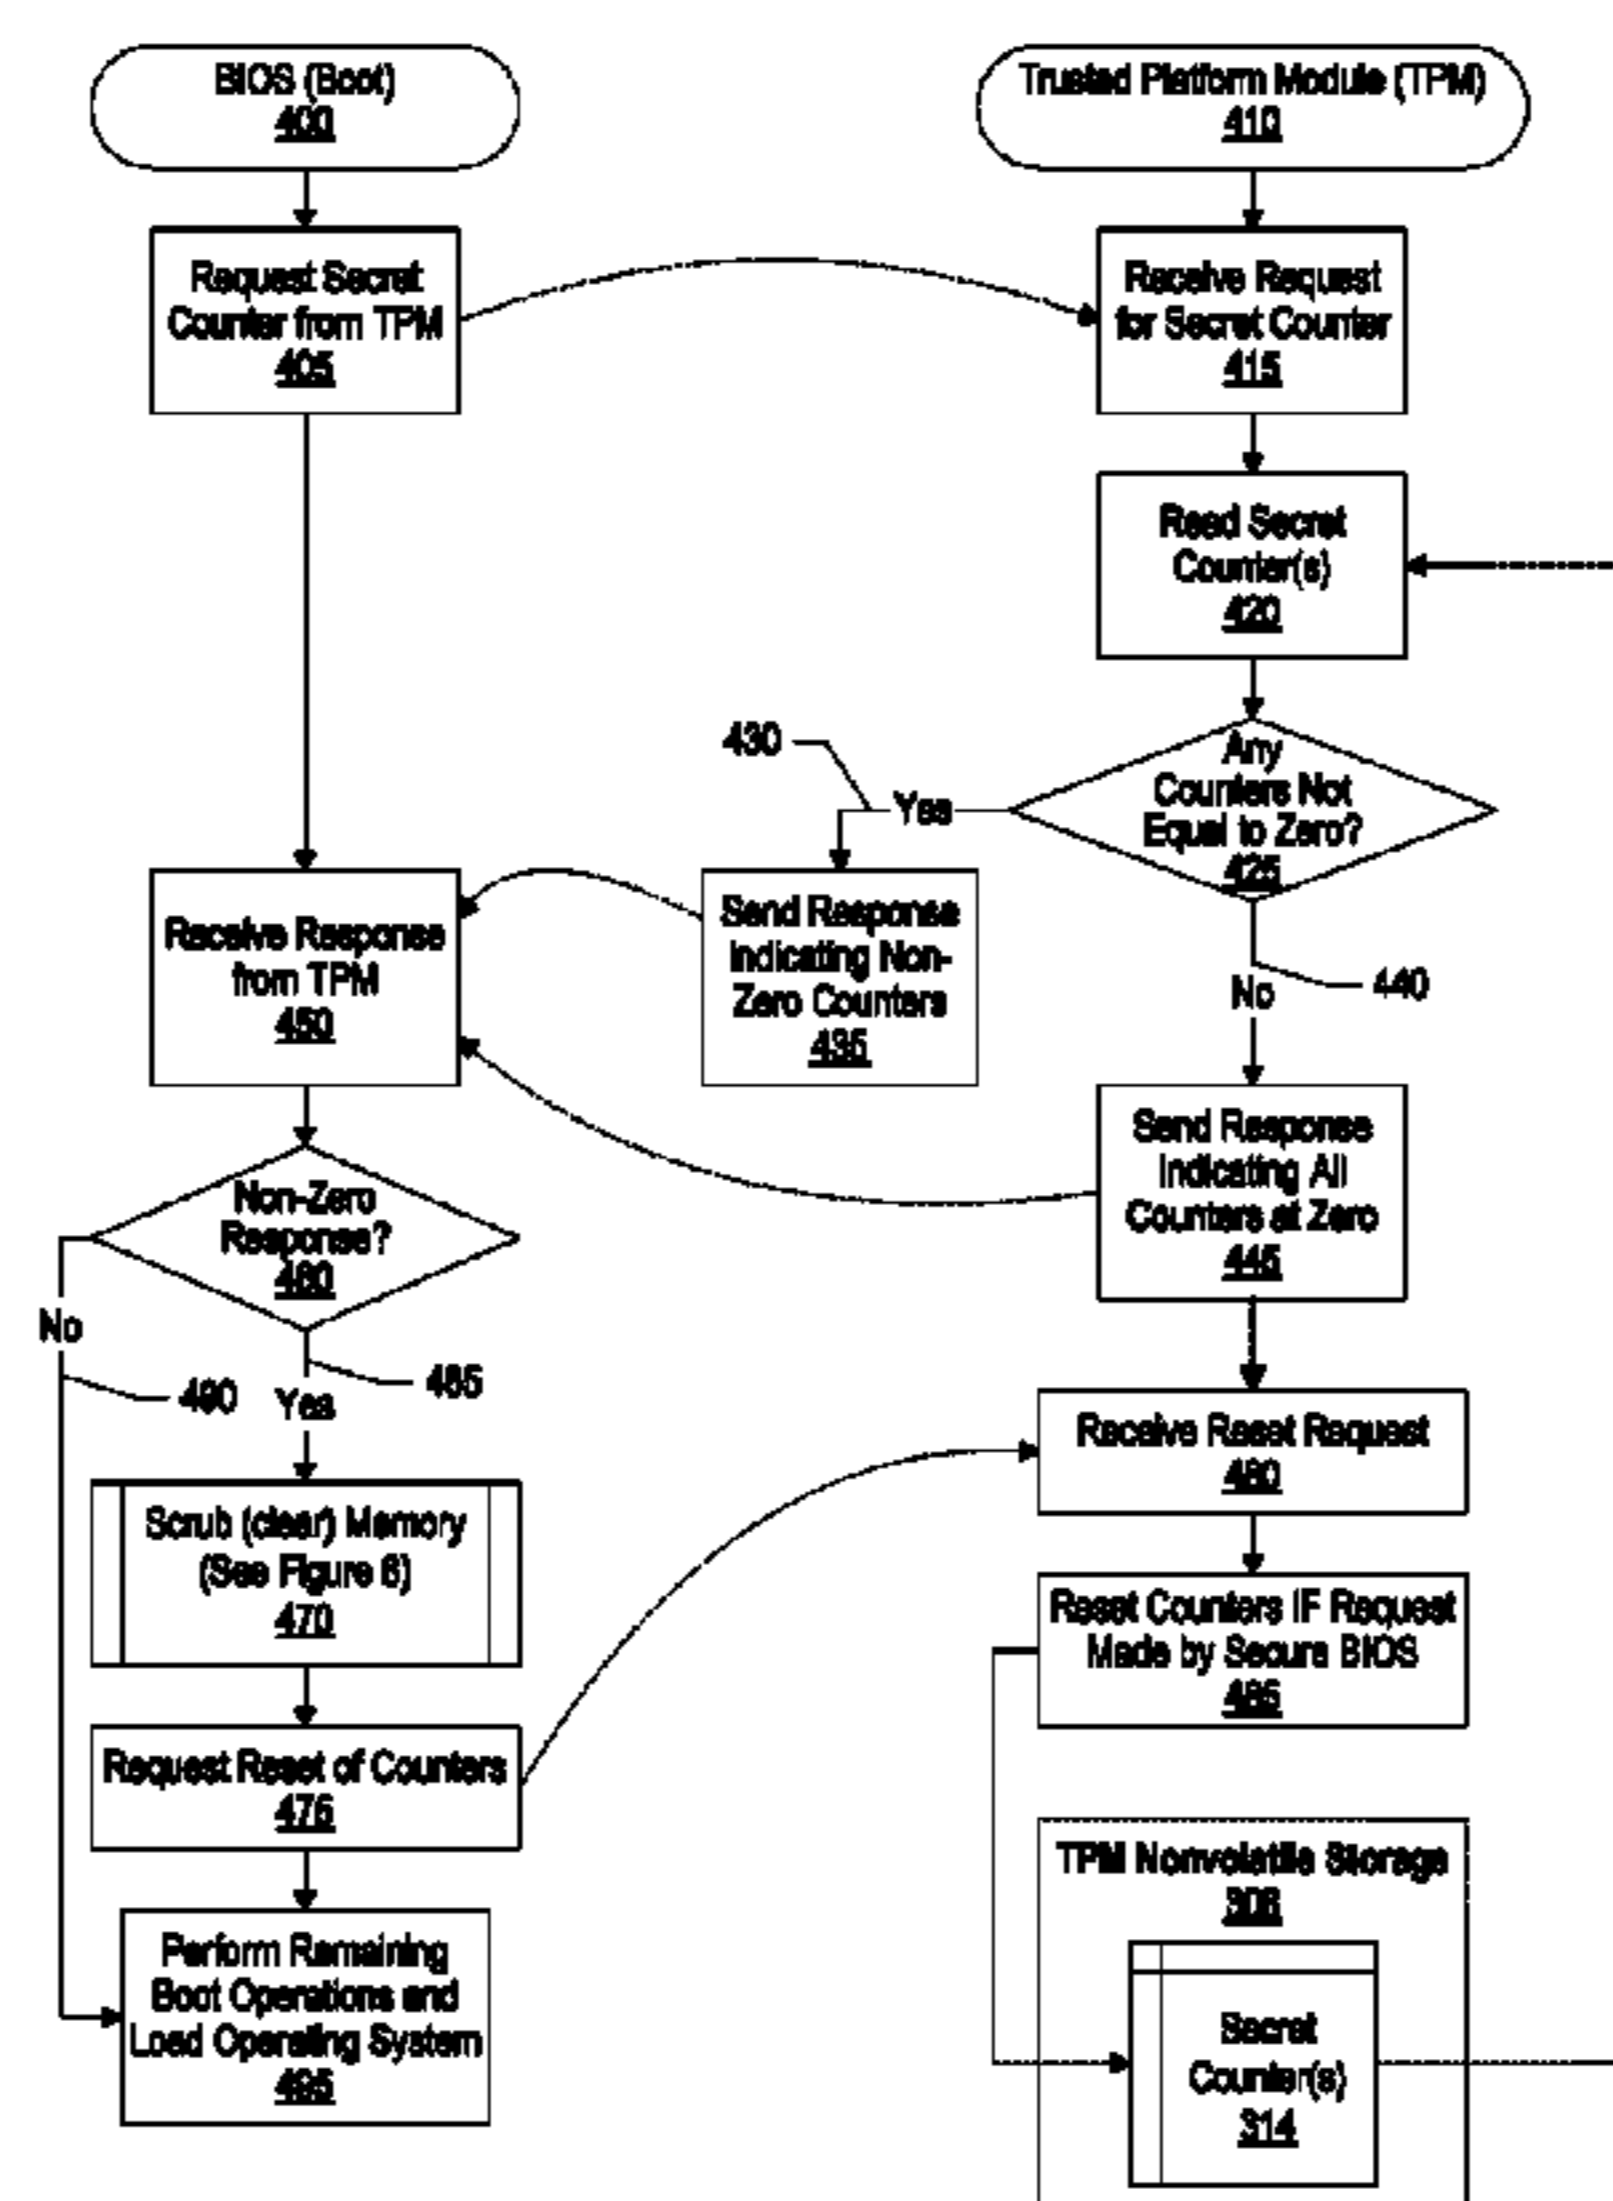 BIOS (Boot)
400
Trusted Platform Module (TPM)
410
Request Secret
Counter from TPM
405
Receive Request
for Secret Counter
415
Read Secret
Counter(s)
420
Any
Counters Not
Equal to Zero?
425
430
Yes
Send Response
Indicating Non-
Zero Counters
435
440
No
Receive Response
from TPM
450
Send Response
Indicating All
Counters at Zero
445
Non-Zero
Response?
460
No
490
Yes
465
Receive Reset Request
480
Scrub (clear) Memory
(See Figure 6)
470
Reset Counters IF Request
Made by Secure BIOS
485
Request Reset of Counters
475
TPM Nonvolatile Storage
308
Perform Remaining
Boot Operations and
Load Operating System
495
Secret
Counter(s)
314